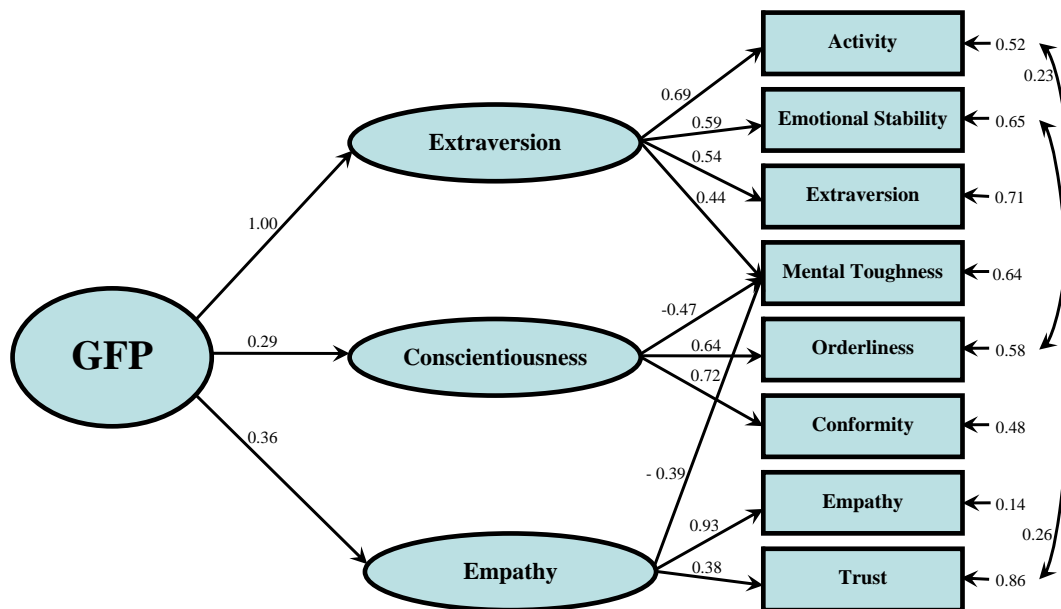 Activity
0.52
0.23
0.69
Emotional Stability
0.65
0.59
Extraversion
0.54
Extraversion
0.71
0.44
1.00
Mental Toughness
0.64
-0.47
GFP
0.29
Conscientiousness
0.64
Orderliness
0.58
0.72
Conformity
0.48
0.36
- 0.39
Empathy
0.14
0.93
0.26
Empathy
0.38
Trust
0.86